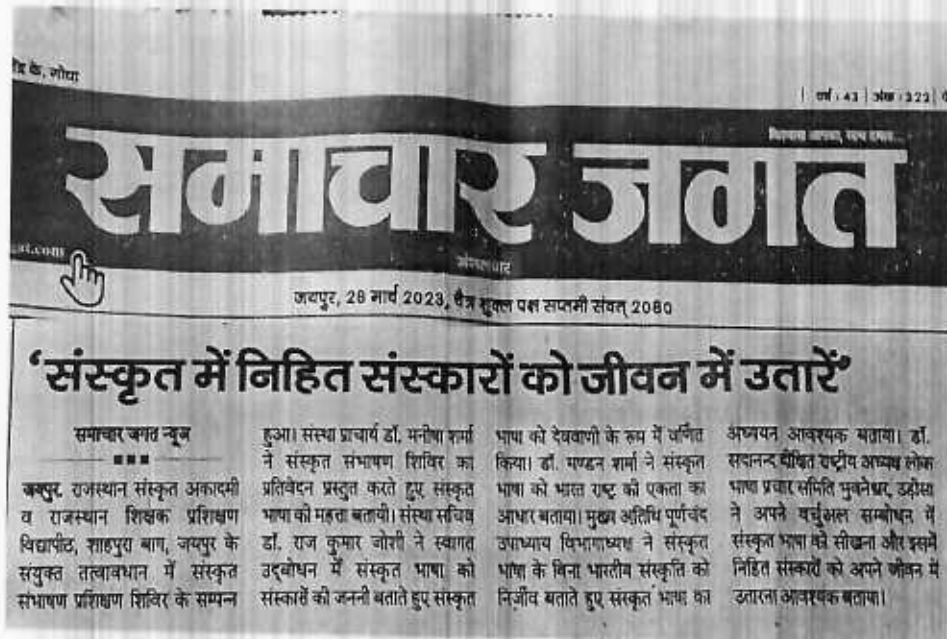 के. गोधा
वर्ष : 43 | अंक : 322 |
समाचार जगत
gat.com
मंगलवार
जयपुर, 28 मार्च 2023, चैत्र शुक्ल पक्ष सप्तमी संवत् 2080
‘संस्कृत में निहित संस्कारों को जीवन में उतारें’
समाचार जगत न्यूज
जयपुर. राजस्थान संस्कृत अकादमी
व राजस्थान शिक्षक प्रशिक्षण
विद्यापीठ, शाहपुरा बाग, जयपुर के
संयुक्त तत्वावधान में संस्कृत
संभाषण प्रशिक्षण शिविर के सम्पन्न
हुआ। संस्था प्राचार्य डॉ. मनीषा शर्मा
ने संस्कृत संभाषण शिविर का
प्रतिवेदन प्रस्तुत करते हुए संस्कृत
भाषा की महता बतायी। संस्था सचिव
डॉ. राज कुमार जोशी ने स्वागत
उद्बोधन में संस्कृत भाषा को
संस्कारों की जननी बताते हुए संस्कृत
भाषा को देववाणी के रूप में वर्णित
किया। डॉ. मण्डन शर्मा ने संस्कृत
भाषा को भारत राष्ट्र की एकता का
आधार बताया। मुख्य अतिथि पूर्णचंद
उपाध्याय विभागाध्यक्ष ने संस्कृत
भाषा के बिना भारतीय संस्कृति को
निर्जीव बताते हुए संस्कृत भाषा का
अध्ययन आवश्यक बताया। डॉ.
सदानन्द दीक्षित राष्ट्रीय अध्यक्ष लोक
भाषा प्रचार समिति भुवनेश्वर, उड़ीसा
ने अपने वर्चुअल सम्बोधन में
संस्कृत भाषा को सीखना और इसमें
निहित संस्कारों को अपने जीवन में
उतारना आवश्यक बताया।